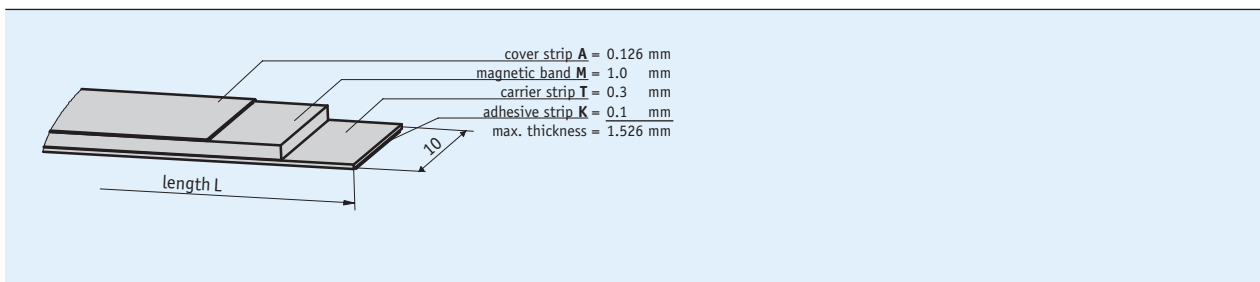 cover strip A = 0.126 mm
magnetic band M = 1.0 mm
carrier strip T = 0.3 mm
adhesive strip K = 0.1 mm
max. thickness = 1.526 mm
10
length L